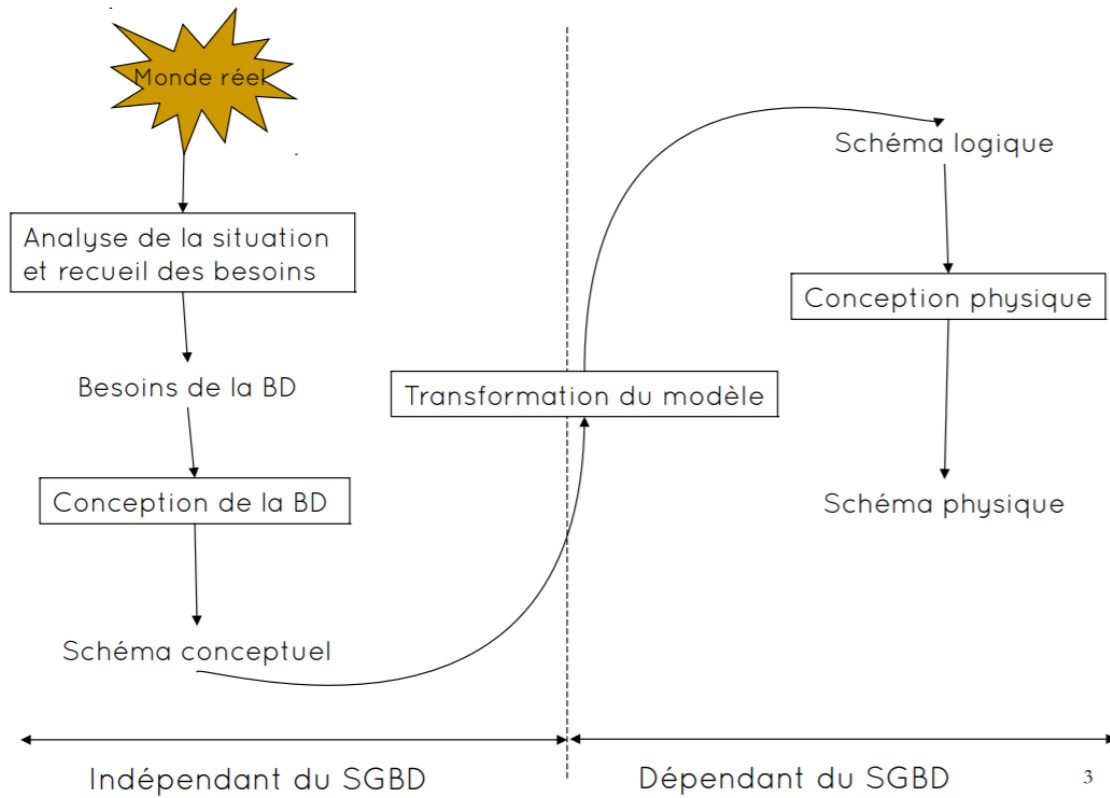 Monde réel
Analyse de la situation
et recueil des besoins
Besoins de la BD
Conception de la BD
Schéma conceptuel
Transformation du modèle
Schéma logique
Conception physique
Schéma physique
Indépendant du SGBD
Dépendant du SGBD
3